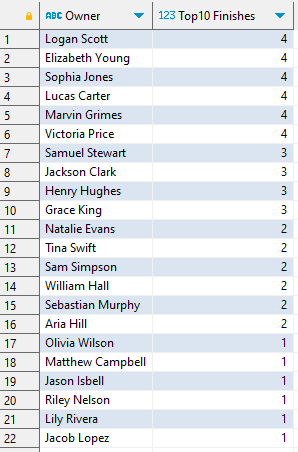 ABC Owner 123 Top10 Finishes
1 Logan Scott 4
2 Elizabeth Young 4
3 Sophia Jones 4
4 Lucas Carter 4
5 Marvin Grimes 4
6 Victoria Price 4
7 Samuel Stewart 3
8 Jackson Clark 3
9 Henry Hughes 3
10 Grace King 3
11 Natalie Evans 2
12 Tina Swift 2
13 Sam Simpson 2
14 William Hall 2
15 Sebastian Murphy 2
16 Aria Hill 2
17 Olivia Wilson 1
18 Matthew Campbell 1
19 Jason Isbell 1
20 Riley Nelson 1
21 Lily Rivera 1
22 Jacob Lopez 1